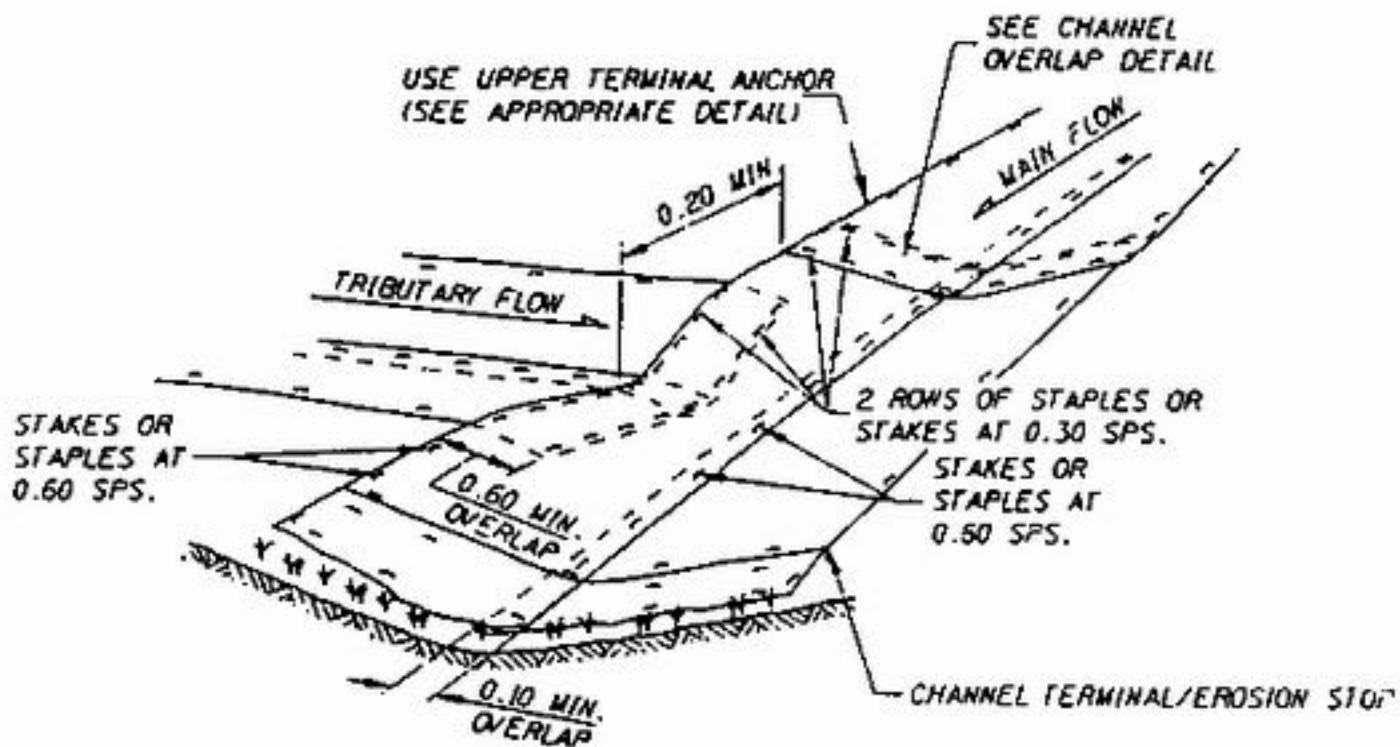 SEE CHANNEL
OVERLAP DETAIL
USE UPPER TERMINAL ANCHOR
(SEE APPROPRIATE DETAIL)
MAIN FLOW
0.20 MIN
TRIBUTARY FLOW
2 ROWS OF STAPLES OR
STAKES AT 0.30 SPS.
STAKES OR
STAPLES AT
0.60 SPS.
STAKES OR
STAPLES AT
0.60 SPS.
0.60 MIN.
OVERLAP
0.10 MIN.
OVERLAP
CHANNEL TERMINAL/EROSION STOP